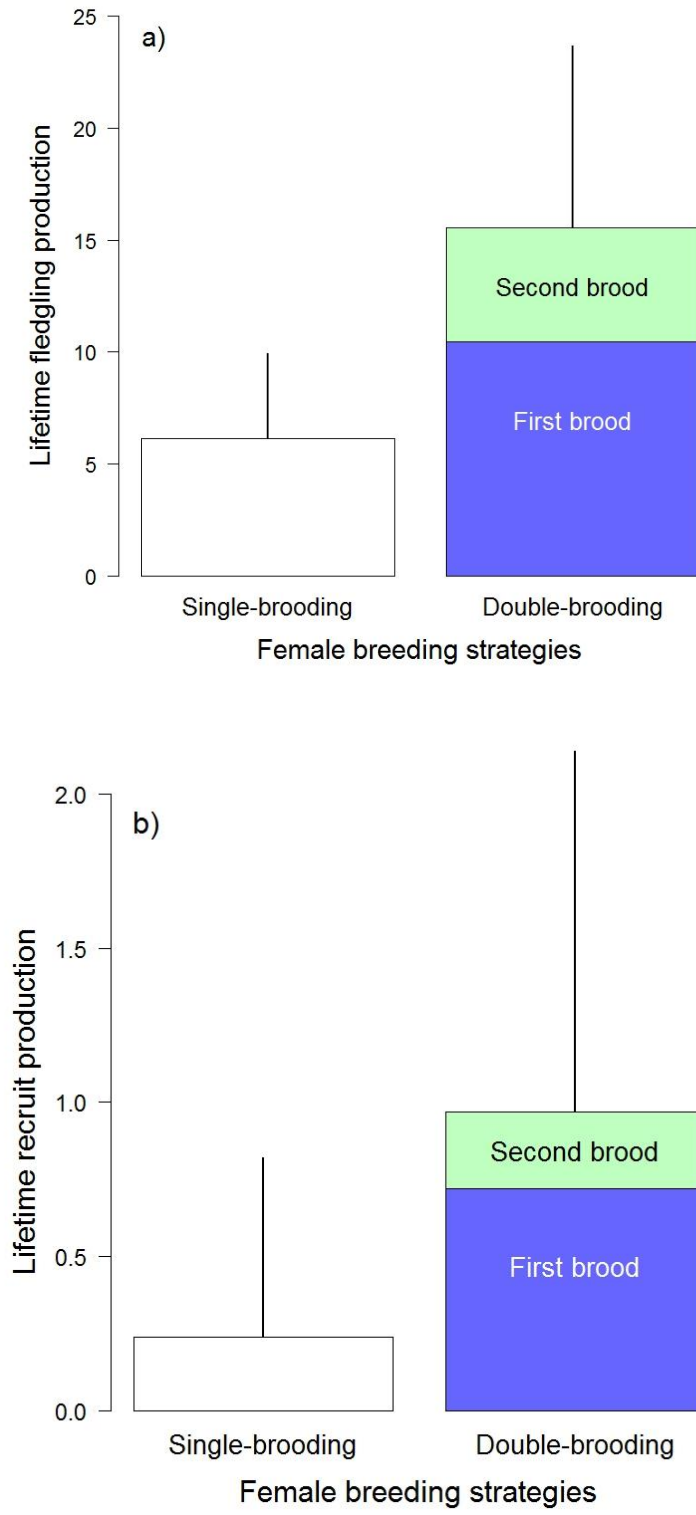 a)
Lifetime fledgling production
25
20
15
10
5
0
Second brood
First brood
Single-brooding
Double-brooding
Female breeding strategies
b)
Lifetime recruit production
2.0
1.5
1.0
0.5
0.0
Second brood
First brood
Single-brooding
Double-brooding
Female breeding strategies